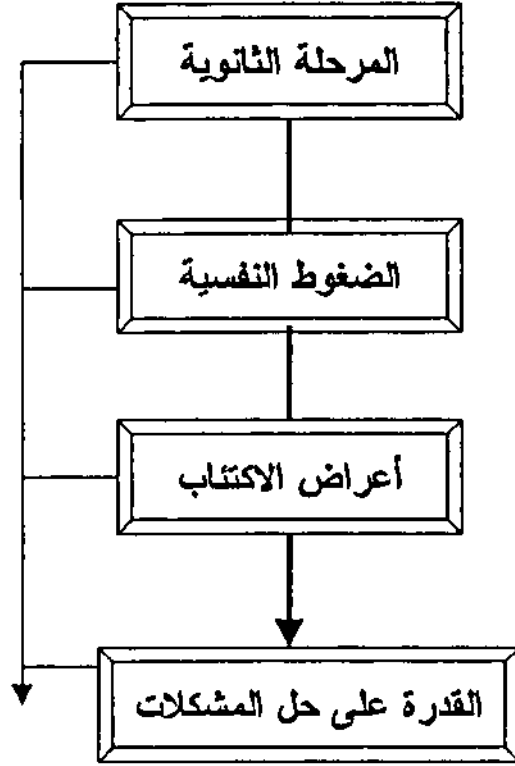 المرحلة الثانوية
الضغوط النفسية
أعراض الاكتئاب
القدرة على حل المشكلات